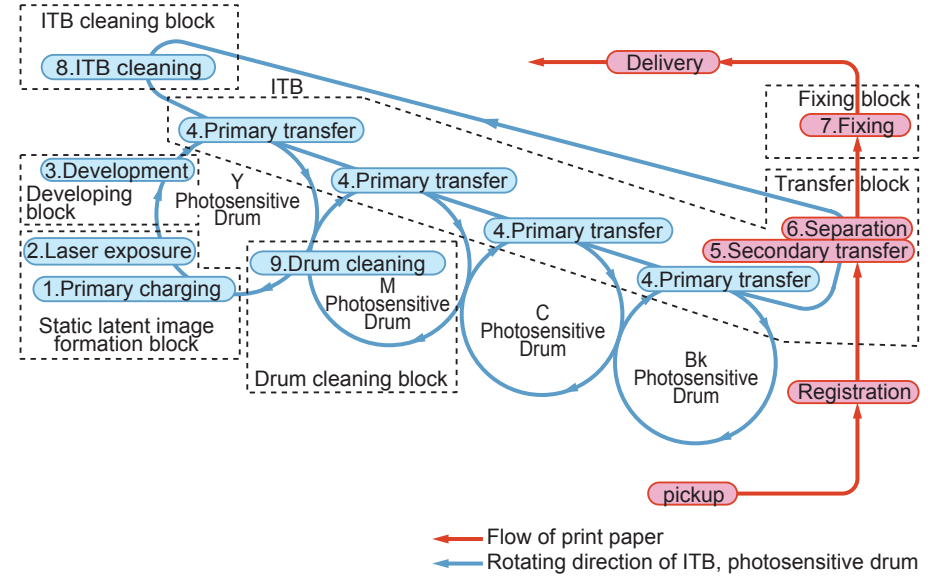 ITB cleaning block
8.ITB cleaning
ITB
Delivery
Fixing block
7.Fixing
4.Primary transfer
3.Development
Developing
block
Y
Photosensitive
Drum
4.Primary transfer
Transfer block
6.Separation
5.Secondary transfer
2.Laser exposure
1.Primary charging
Static latent image
formation block
9.Drum cleaning
M
Photosensitive
Drum
Drum cleaning block
4.Primary transfer
C
Photosensitive
Drum
4.Primary transfer
Bk
Photosensitive
Drum
Registration
pickup
Flow of print paper
Rotating direction of ITB, photosensitive drum